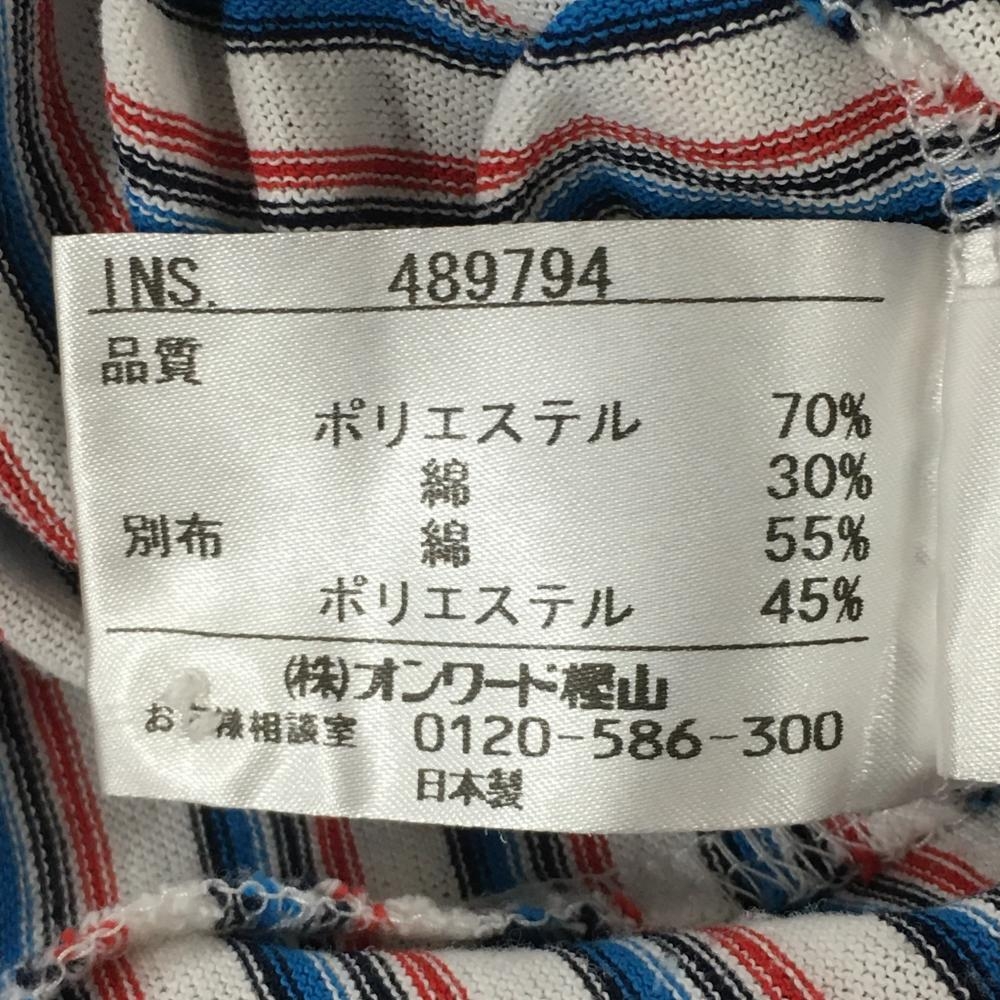 INS. 489794
品質
ポリエステル 70%
綿 30%
別布 綿 55%
ポリエステル 45%
(株)オンワード樫山
お 様相談室 0120-586-300
日本製